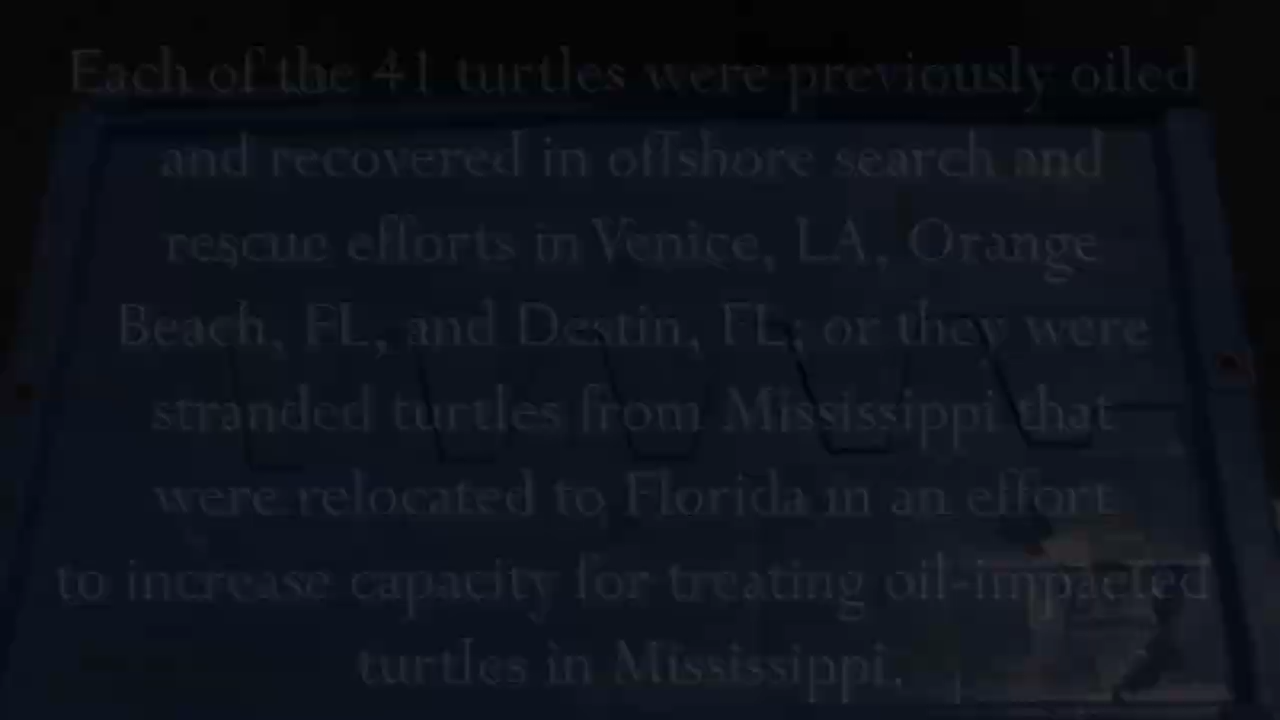 Each of the 41 turtles were previously oiled
and recovered in offshore search and
rescue efforts in Venice, LA, Orange
Beach, FL, and Destin, FL; or they were
stranded turtles from Mississippi that
were relocated to Florida in an effort
to increase capacity for treating oil-impacted
turtles in Mississippi.